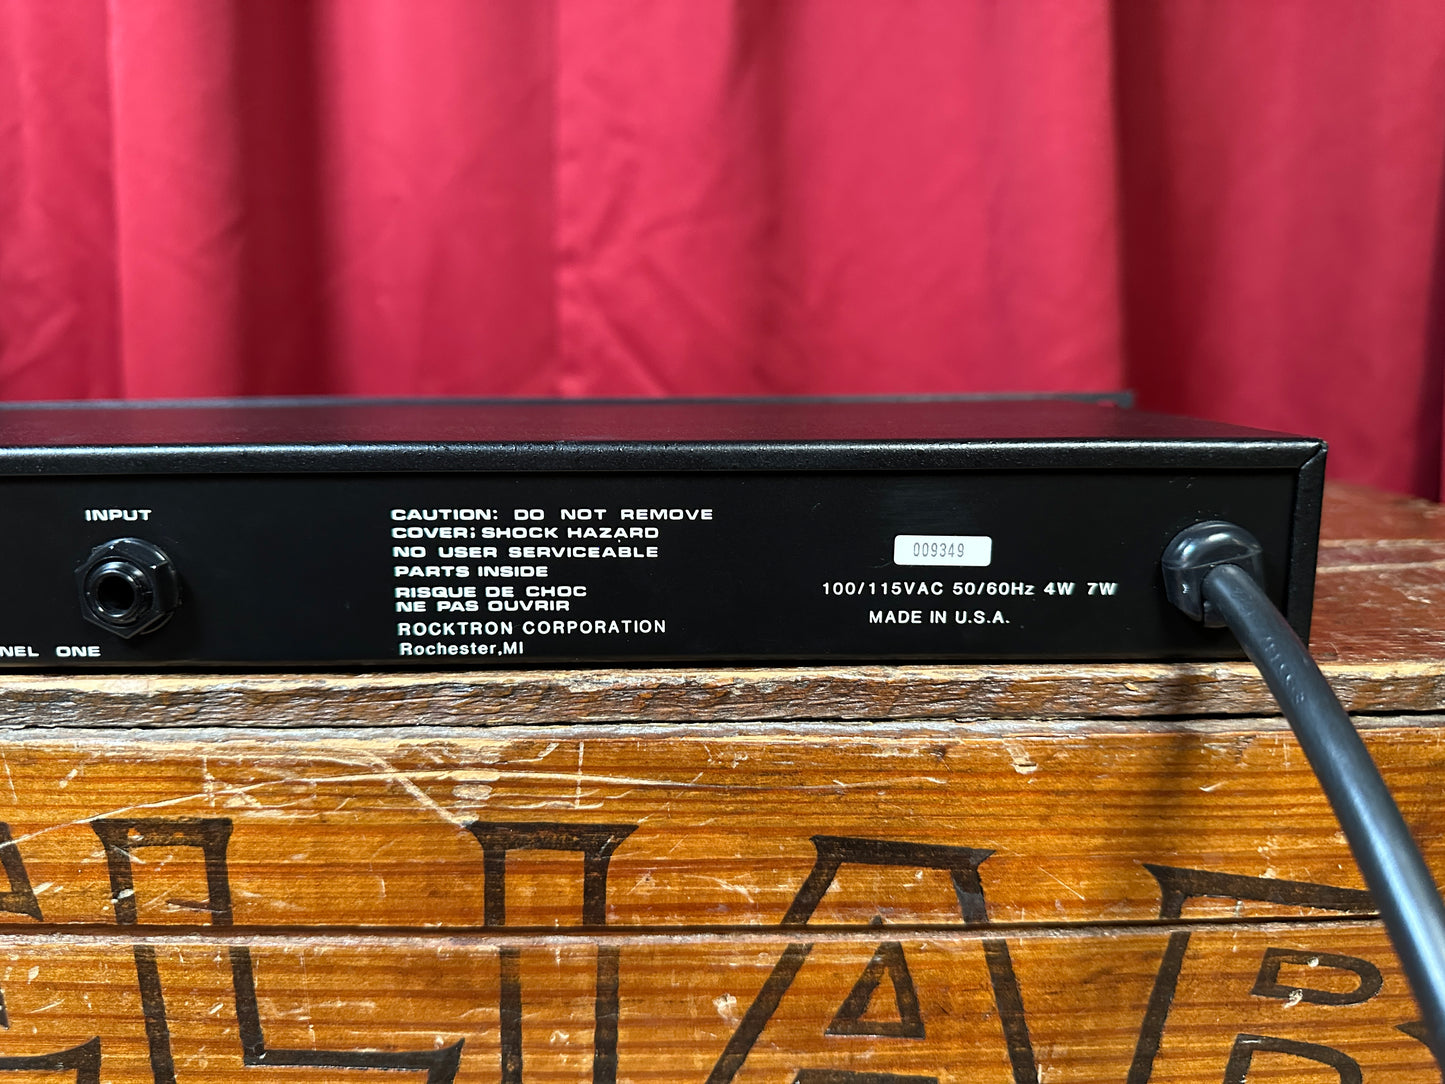 INPUT
NEL ONE
CAUTION: DO NOT REMOVE
COVER; SHOCK HAZARD
NO USER SERVICEABLE
PARTS INSIDE
RISQUE DE CHOC
NE PAS OUVRIR
ROCKTRON CORPORATION
Rochester,MI
009349
100/115VAC 50/60Hz 4W 7W
MADE IN U.S.A.